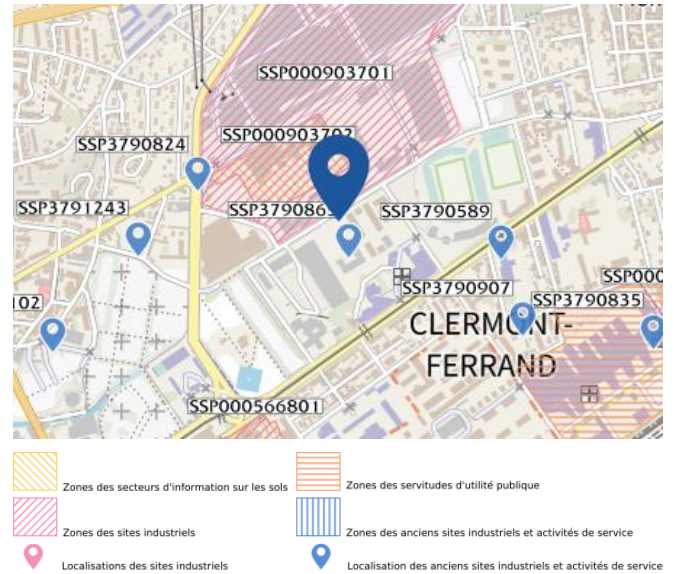 SSP000903701
SSP3790824
SSP3791243
SSP3790589
102
SSP3790907
SSP3790835
CLERMONT-
FERRAND
SSP000566801
Zones des secteurs d'information sur les sols
Zones des servitudes d'utilité publique
Zones des sites industriels
Zones des anciens sites industriels et activités de service
Localisations des sites industriels
Localisation des anciens sites industriels et activités de service